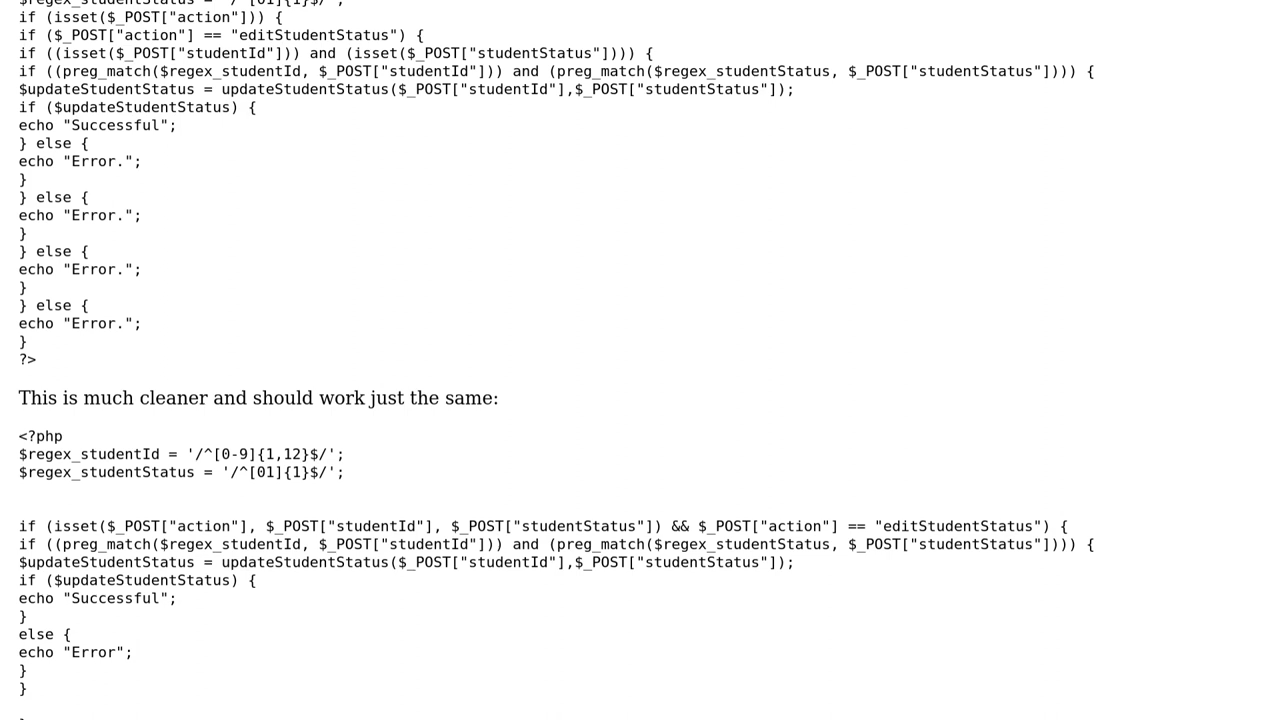 $regex_studentStatus = '/^[01]{1}$/';
if (isset($_POST["action"])) {
if ($_POST["action"] == "editStudentStatus") {
if ((isset($_POST["studentId"])) and (isset($_POST["studentStatus"]))) {
if ((preg_match($regex_studentId, $_POST["studentId"])) and (preg_match($regex_studentStatus, $_POST["studentStatus"]))) {
$updateStudentStatus = updateStudentStatus($_POST["studentId"],$_POST["studentStatus"]);
if ($updateStudentStatus) {
echo "Successful";
} else {
echo "Error.";
}
} else {
echo "Error.";
}
} else {
echo "Error.";
}
} else {
echo "Error.";
}
?>
This is much cleaner and should work just the same:
<?php
$regex_studentId = '/^[0-9]{1,12}$/';
$regex_studentStatus = '/^[01]{1}$/';
if (isset($_POST["action"], $_POST["studentId"], $_POST["studentStatus"]) && $_POST["action"] == "editStudentStatus") {
if ((preg_match($regex_studentId, $_POST["studentId"])) and (preg_match($regex_studentStatus, $_POST["studentStatus"]))) {
$updateStudentStatus = updateStudentStatus($_POST["studentId"],$_POST["studentStatus"]);
if ($updateStudentStatus) {
echo "Successful";
}
else {
echo "Error";
}
}